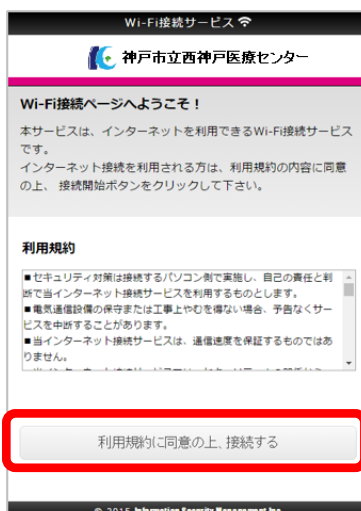 Wi-Fi接続サービス
神戸市立西神戸医療センター
Wi-Fi接続ページへようこそ！
本サービスは、インターネットを利用できるWi-Fi接続サービス
です。
インターネット接続を利用される方は、利用規約の内容に同意
の上、 接続開始ボタンをクリックして下さい。
利用規約
■セキュリティ対策は接続するパソコン側で実施し、自己の責任と判
断で当インターネット接続サービスを利用するものとします。
■電気通信設備の保守または工事上やむを得ない場合、予告なくサー
ビスを中断することがあります。
■当インターネット接続サービスは、通信速度を保証するものではあ
りません。
利用規約に同意の上、接続する
© 2015 Information Security Management Inc.